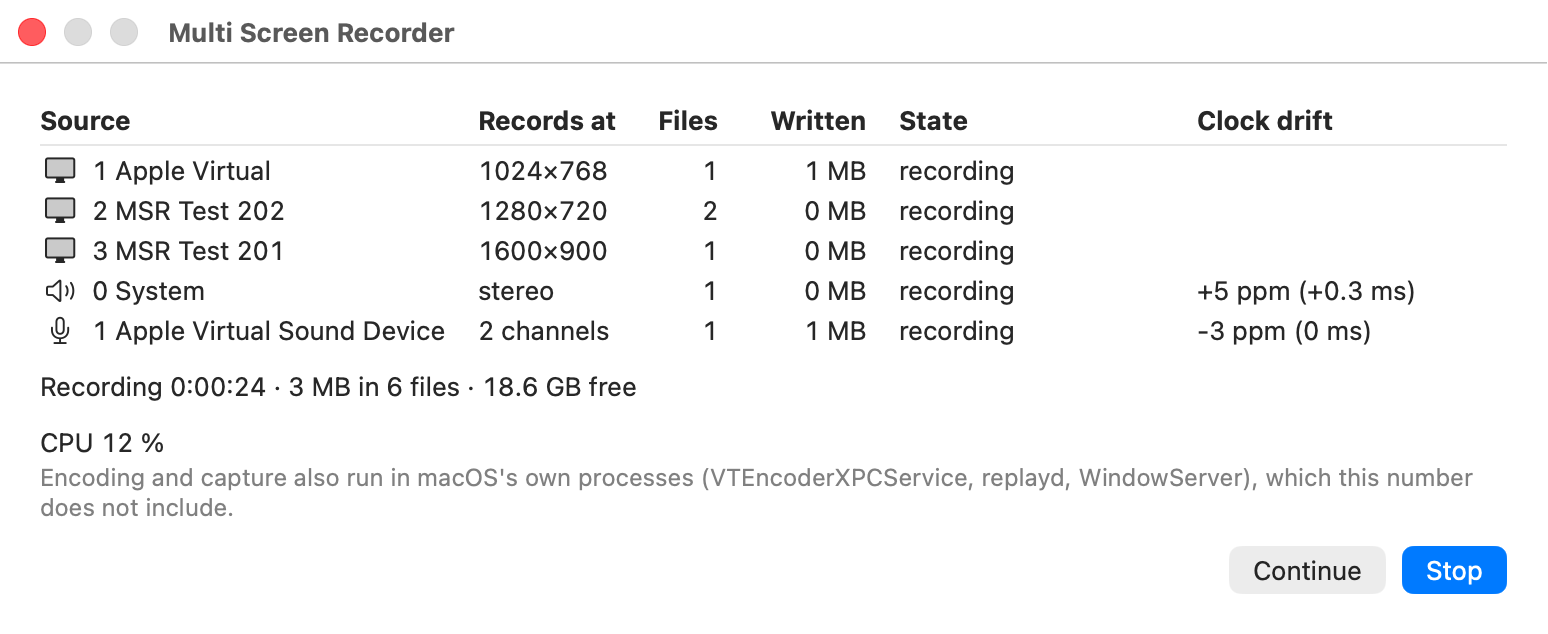 Multi Screen Recorder
Source Records at Files Written State Clock drift
1 Apple Virtual 1024×768 1 1 MB recording
2 MSR Test 202 1280×720 2 0 MB recording
3 MSR Test 201 1600×900 1 0 MB recording
0 System stereo 1 0 MB recording +5 ppm (+0.3 ms)
1 Apple Virtual Sound Device 2 channels 1 1 MB recording -3 ppm (0 ms)
Recording 0:00:24 · 3 MB in 6 files · 18.6 GB free
CPU 12 %
Encoding and capture also run in macOS's own processes (VTEncoderXPCService, replayd, WindowServer), which this number
does not include.
Continue Stop